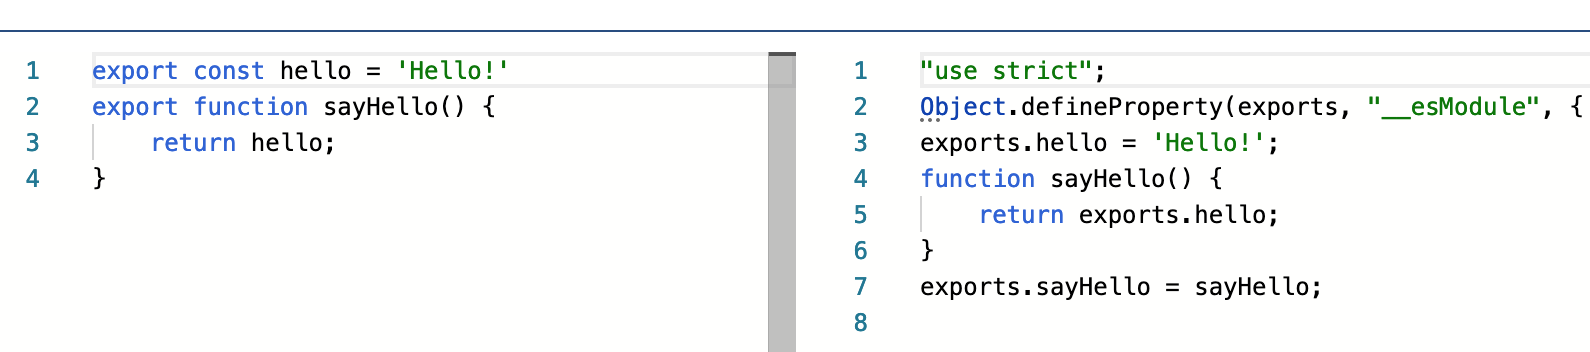 1 export const hello = 'Hello!'
2 export function sayHello() {
3     return hello;
4 }
1 "use strict";
2 Object.defineProperty(exports, "__esModule", {
3 exports.hello = 'Hello!';
4 function sayHello() {
5     return exports.hello;
6 }
7 exports.sayHello = sayHello;
8